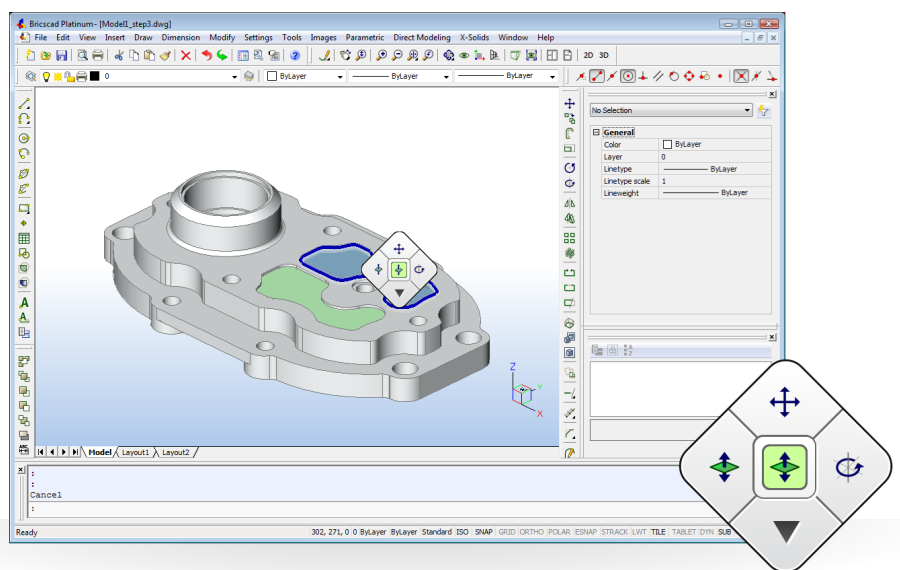 Bricscad Platinum- [Model1_step3.dwg]
File Edit View Insert Draw Dimension Modify Settings Tools Images Parametric Direct Modeling X-Solids Window Help
2D 3D
0 ByLayer ByLayer ByLayer
No Selection
General
Color ByLayer
Layer 0
Linetype ByLayer
Linetype scale 1
Lineweight ByLayer
Z
Y
X
Model Layout1 Layout2
:
:
Cancel
:
Ready 302, 271, 0 0 ByLayer ByLayer Standard ISO SNAP GRID ORTHO POLAR ESNAP STRACK LWT TILE TABLET DYN SUB